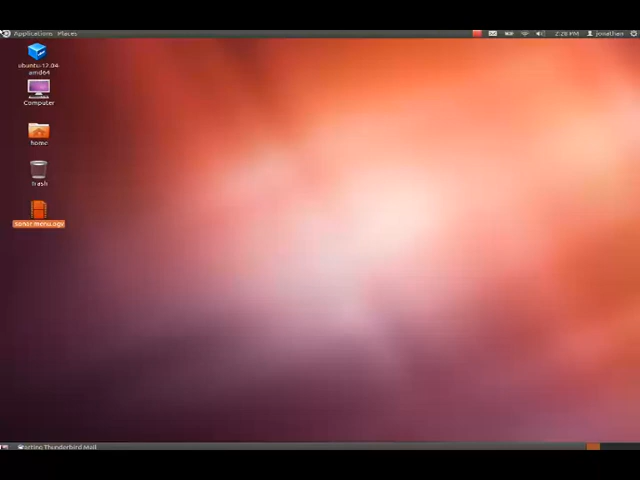 Applications Places
2:28 PM jonathan
ubuntu-12.04-
amd64
Computer
home
Trash
sonar menu.ogv
Starting Thunderbird Mail